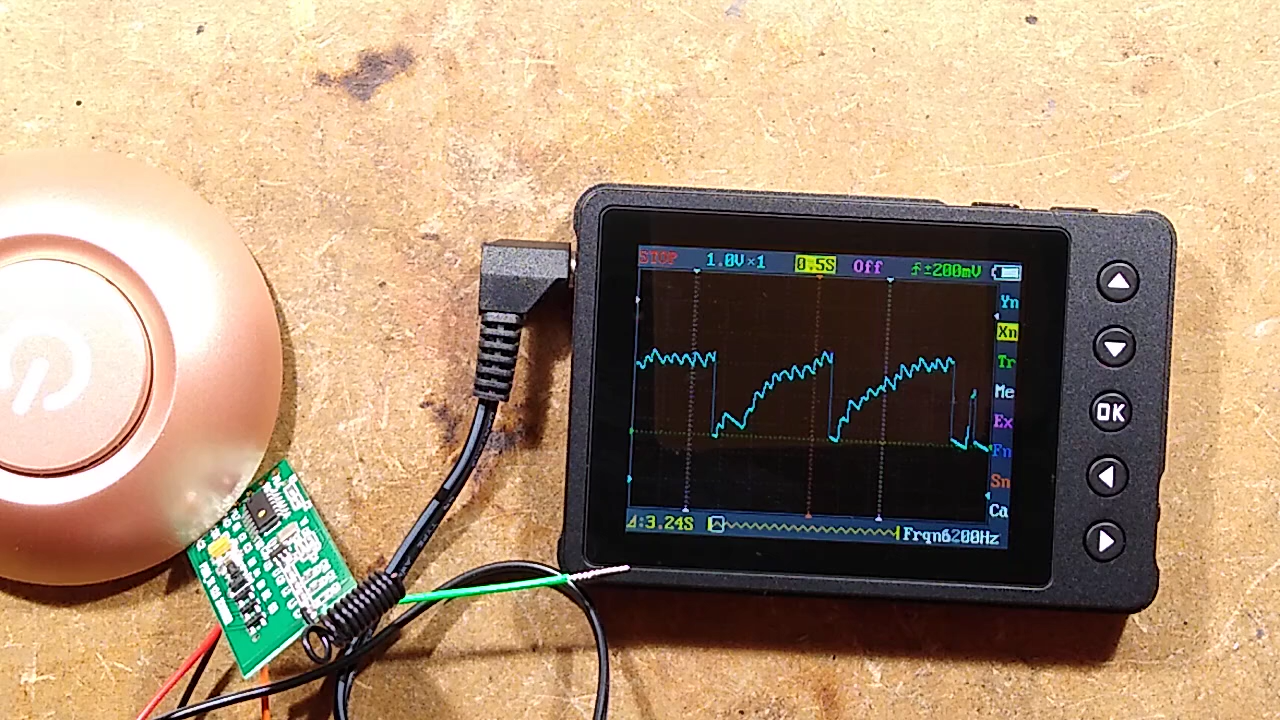 STOP 1.0V×1 0.5S Off ±200mV
Yn
Xn
Tr
Me
Ex
Fn
Sn
Ca
⊿:3.24S Frqn6200Hz
OK